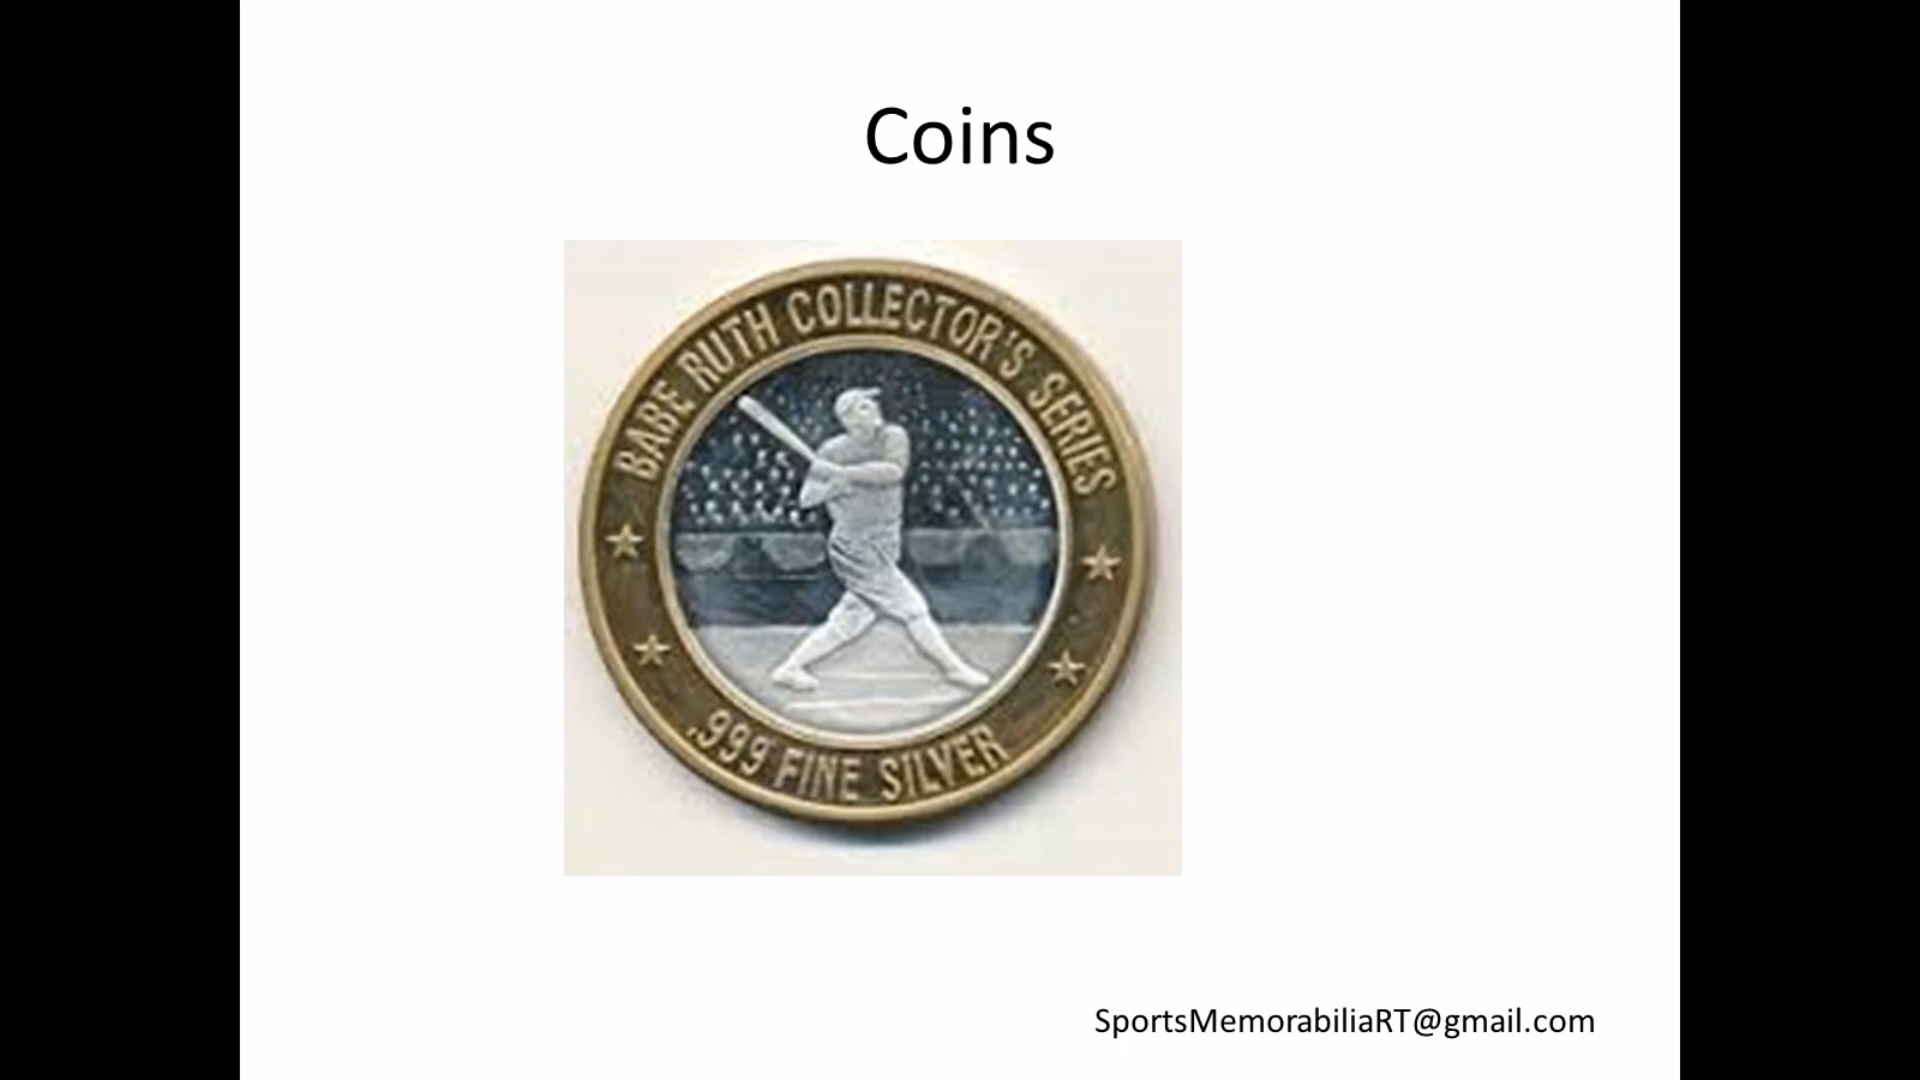 Coins
BABE RUTH COLLECTOR'S SERIES
.999 FINE SILVER
SportsMemorabiliaRT@gmail.com